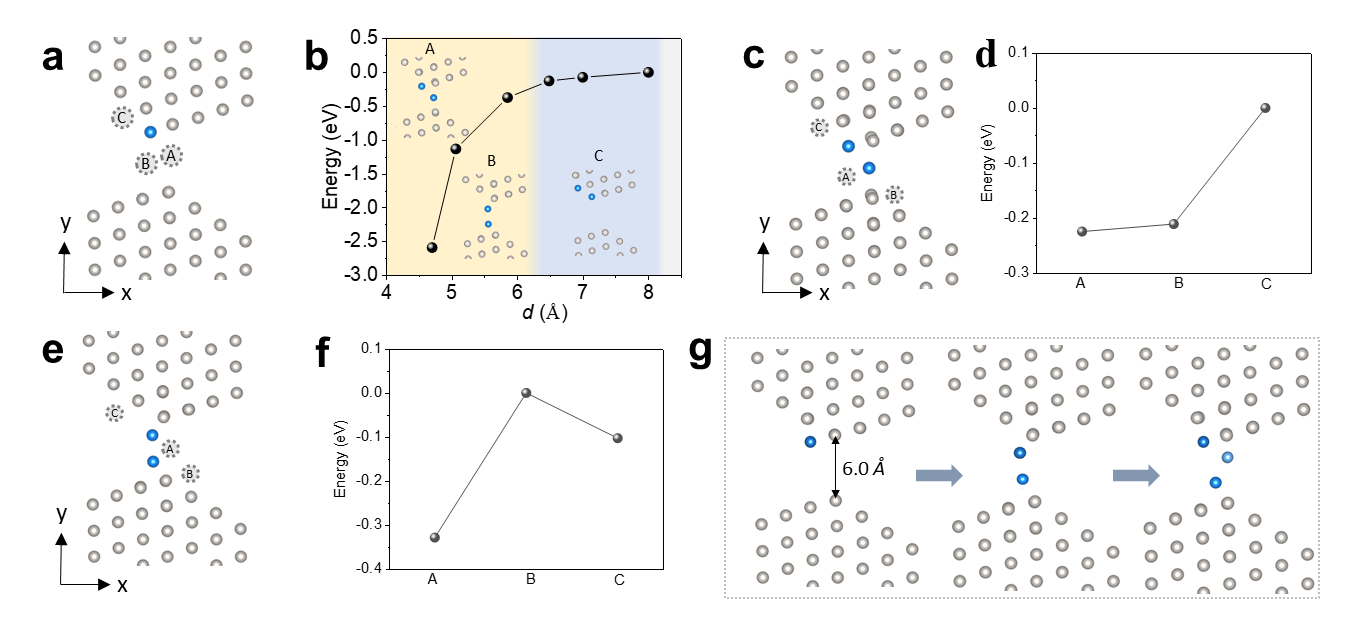 a
C
B
A
y
x
b
Energy (eV)
0.5
0.0
-0.5
-1.0
-1.5
-2.0
-2.5
-3.0
A
B
C
4
5
6
7
8
d (Å)
c
C
A
B
y
x
d
Energy (eV)
0.1
0.0
-0.1
-0.2
-0.3
A
B
C
e
C
A
B
y
x
f
Energy (eV)
0.1
0.0
-0.1
-0.2
-0.3
-0.4
A
B
C
g
6.0 Å